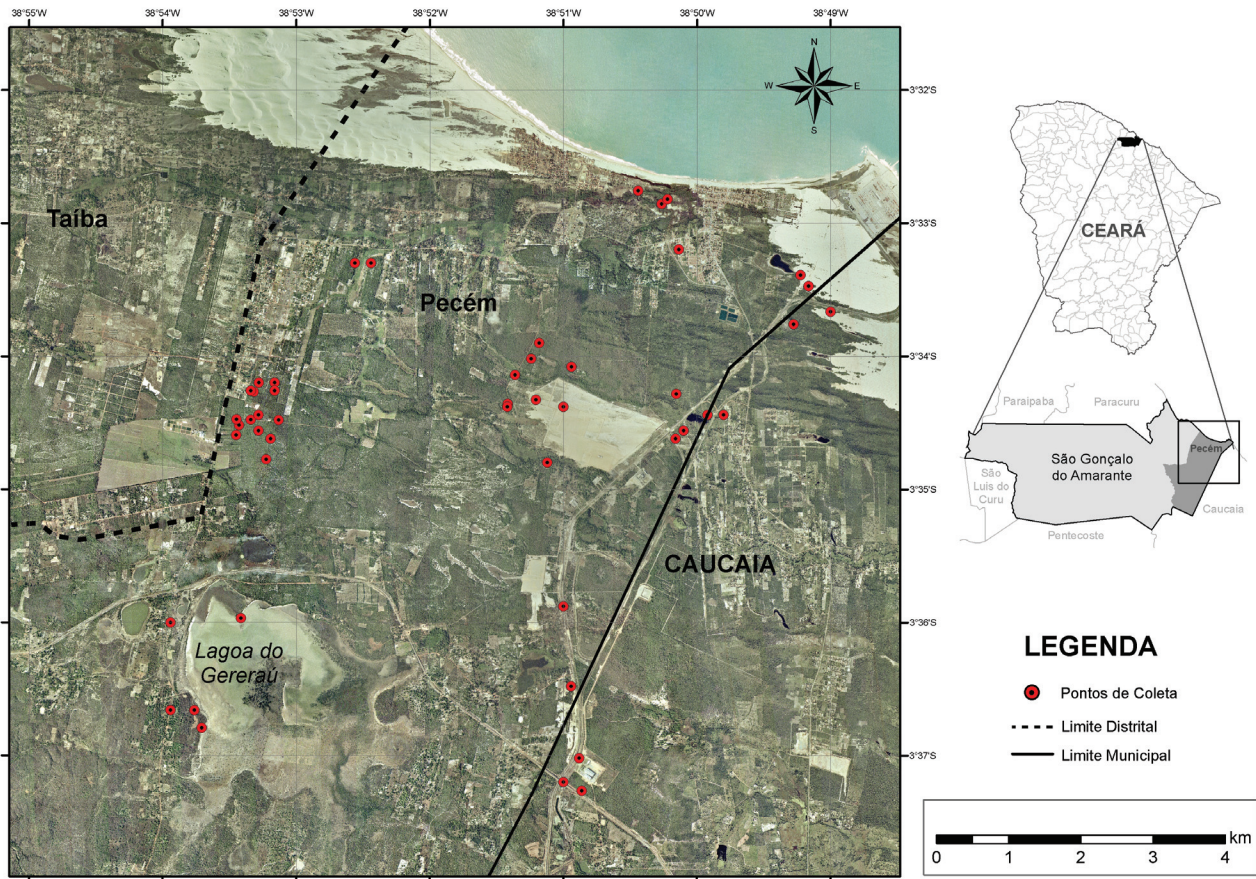 38°55'W 38°54'W 38°53'W 38°52'W 38°51'W 38°50'W 38°49'W
N
W E
S
3°32'S
3°33'S
3°34'S
3°35'S
3°36'S
3°37'S
Taíba
Pecém
CAUCAIA
Lagoa do
Gereraú
CEARÁ
Paraipaba
Paracuru
Pecém
São Gonçalo
do Amarante
São
Luis do
Curu
Caucaia
Pentecoste
LEGENDA
Pontos de Coleta
Limite Distrital
Limite Municipal
km
0 1 2 3 4